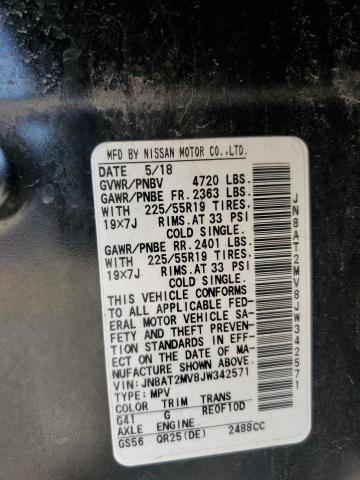 MFD BY NISSAN MOTOR CO.,LTD.
DATE 5/18
GVWR/PNBV 4720 LBS.
GAWR/PNBE FR.2363 LBS.
WITH 225/55R19 TIRES,
19X7J RIMS.AT 33 PSI
COLD SINGLE.
GAWR/PNBE RR.2401 LBS.
WITH 225/55R19 TIRES,
19X7J RIMS.AT 33 PSI
COLD SINGLE.
THIS VEHICLE CONFORMS
TO ALL APPLICABLE FED-
ERAL MOTOR VEHICLE SA-
FETY AND THEFT PREVEN-
TION STANDARDS IN EFF-
ECT ON THE DATE OF MA-
NUFACTURE SHOWN ABOVE.
VIN: JN8AT2MV8JW342571
TYPE: MPV
COLOR TRIM TRANS
G41 G RE0F10D
AXLE ENGINE
GS56 QR25(DE) 2488CC
JN8AT2MV8JW342571